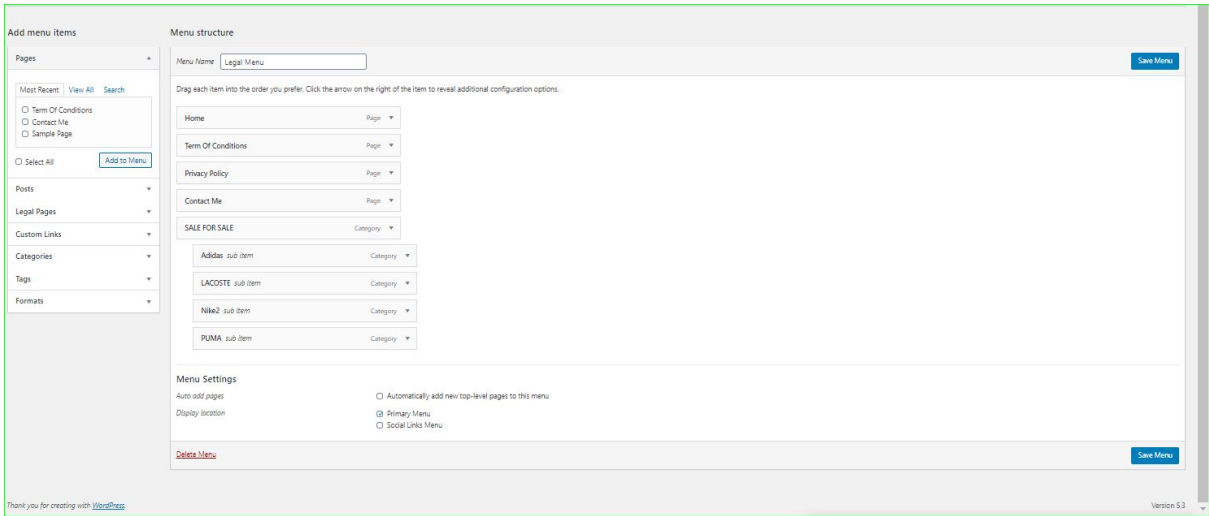 Add menu items
Menu structure
Pages
Menu Name Legal Menu
Save Menu
Most Recent View All Search
Term Of Conditions
Contact Me
Sample Page
Select All
Add to Menu
Posts
Legal Pages
Custom Links
Categories
Tags
Formats
Drag each item into the order you prefer. Click the arrow on the right of the item to reveal additional configuration options.
Home Page
Term Of Conditions Page
Privacy Policy Page
Contact Me Page
SALE FOR SALE Category
Adidas sub item Category
LACOSTE sub item Category
Nike2 sub item Category
PUMA sub item Category
Menu Settings
Auto add pages Automatically add new top-level pages to this menu
Display location Primary Menu
Social Links Menu
Delete Menu
Save Menu
Thank you for creating with WordPress.
Version 5.3